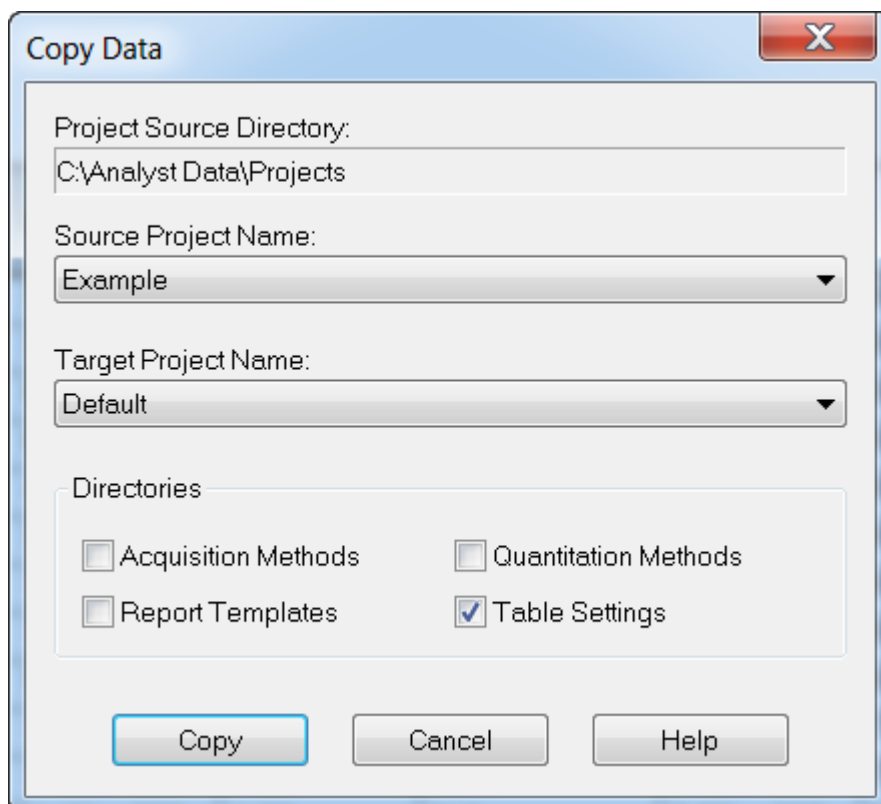 Copy Data
Project Source Directory:
C:\Analyst Data\Projects
Source Project Name:
Example
Target Project Name:
Default
Directories
Acquisition Methods Quantitation Methods
Report Templates Table Settings
Copy Cancel Help